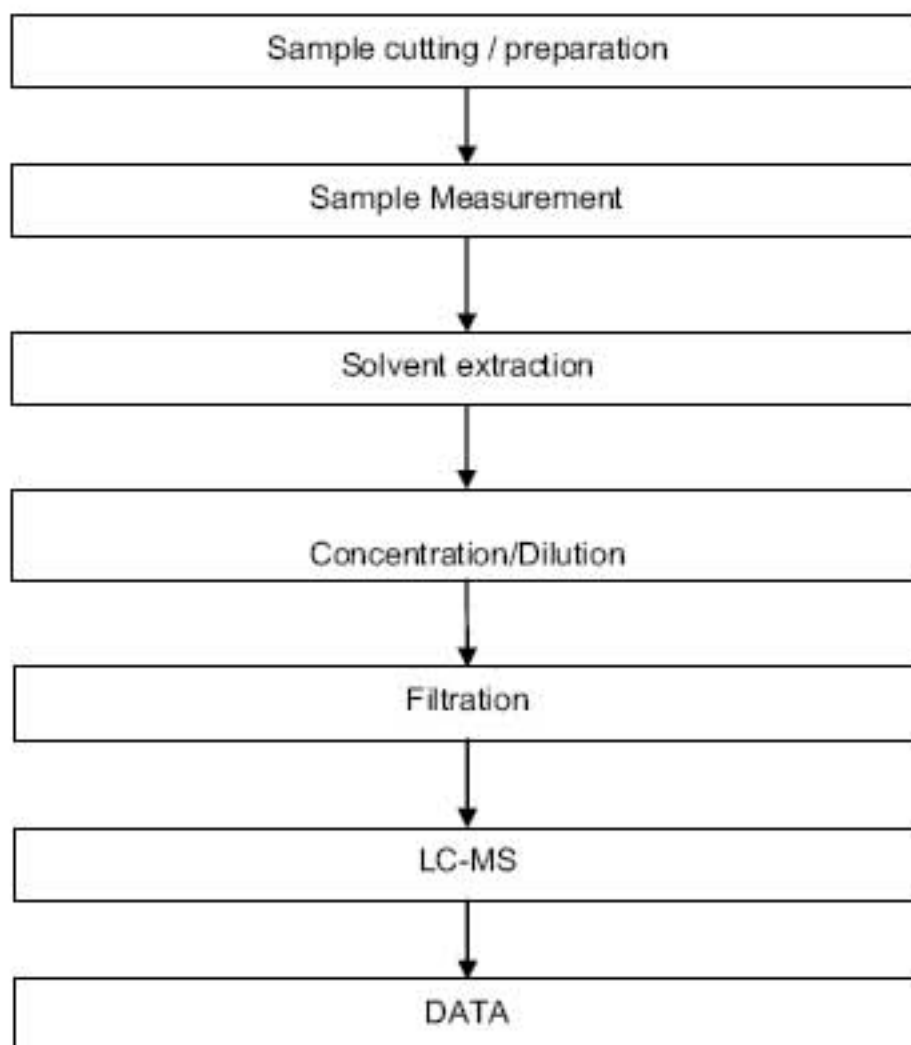 Sample cutting / preparation
Sample Measurement
Solvent extraction
Concentration/Dilution
Filtration
LC-MS
DATA